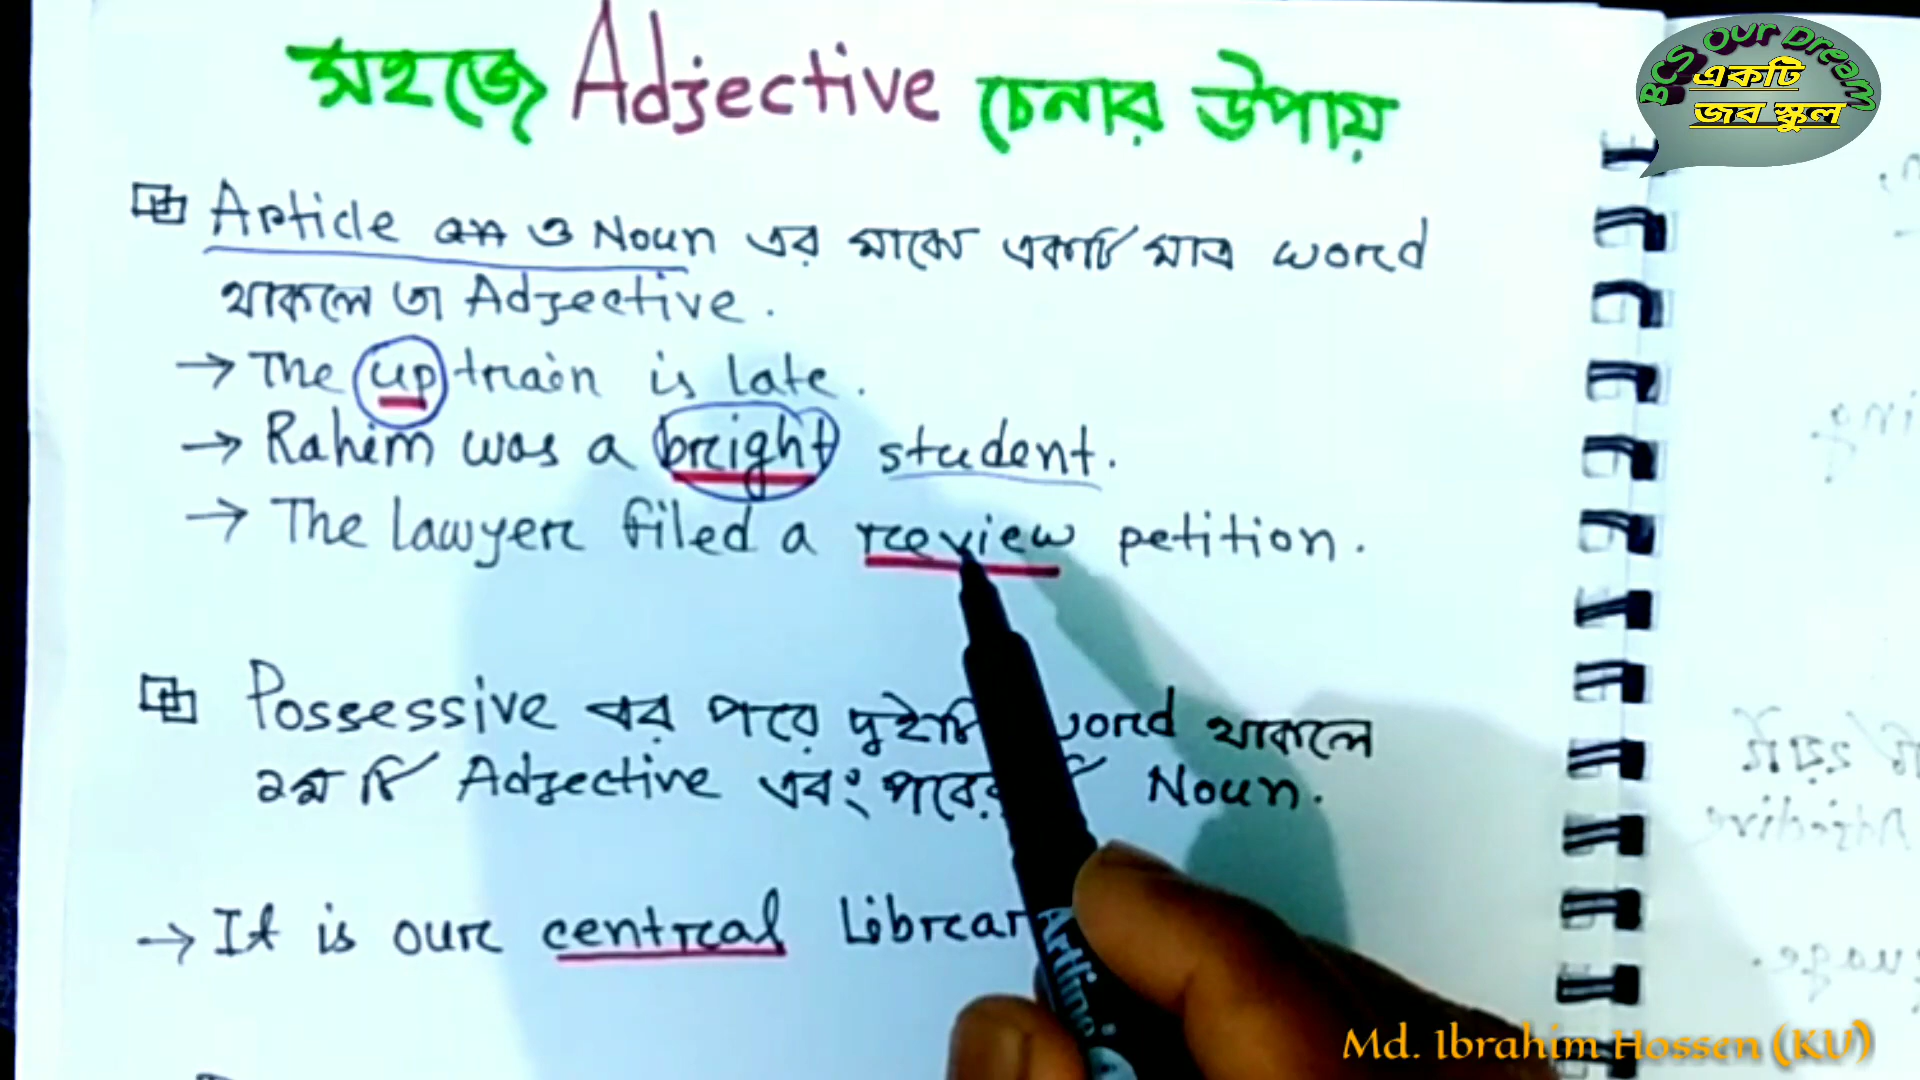 সহজে Adjective চেনার উপায়
BCS Our Dream
একটি
জব স্কুল
Article ও Noun এর মাঝে একটি মাত্র word
থাকলে তা Adjective.
→ The up train is late.
→ Rahim was a bright student.
→ The lawyer filed a review petition.
Possessive এর পরে দুইটি word থাকলে
১ম টি Adjective এবং পরের টি Noun.
→ It is our central Librar
Artline
Md. Ibrahim Hossen (KU)